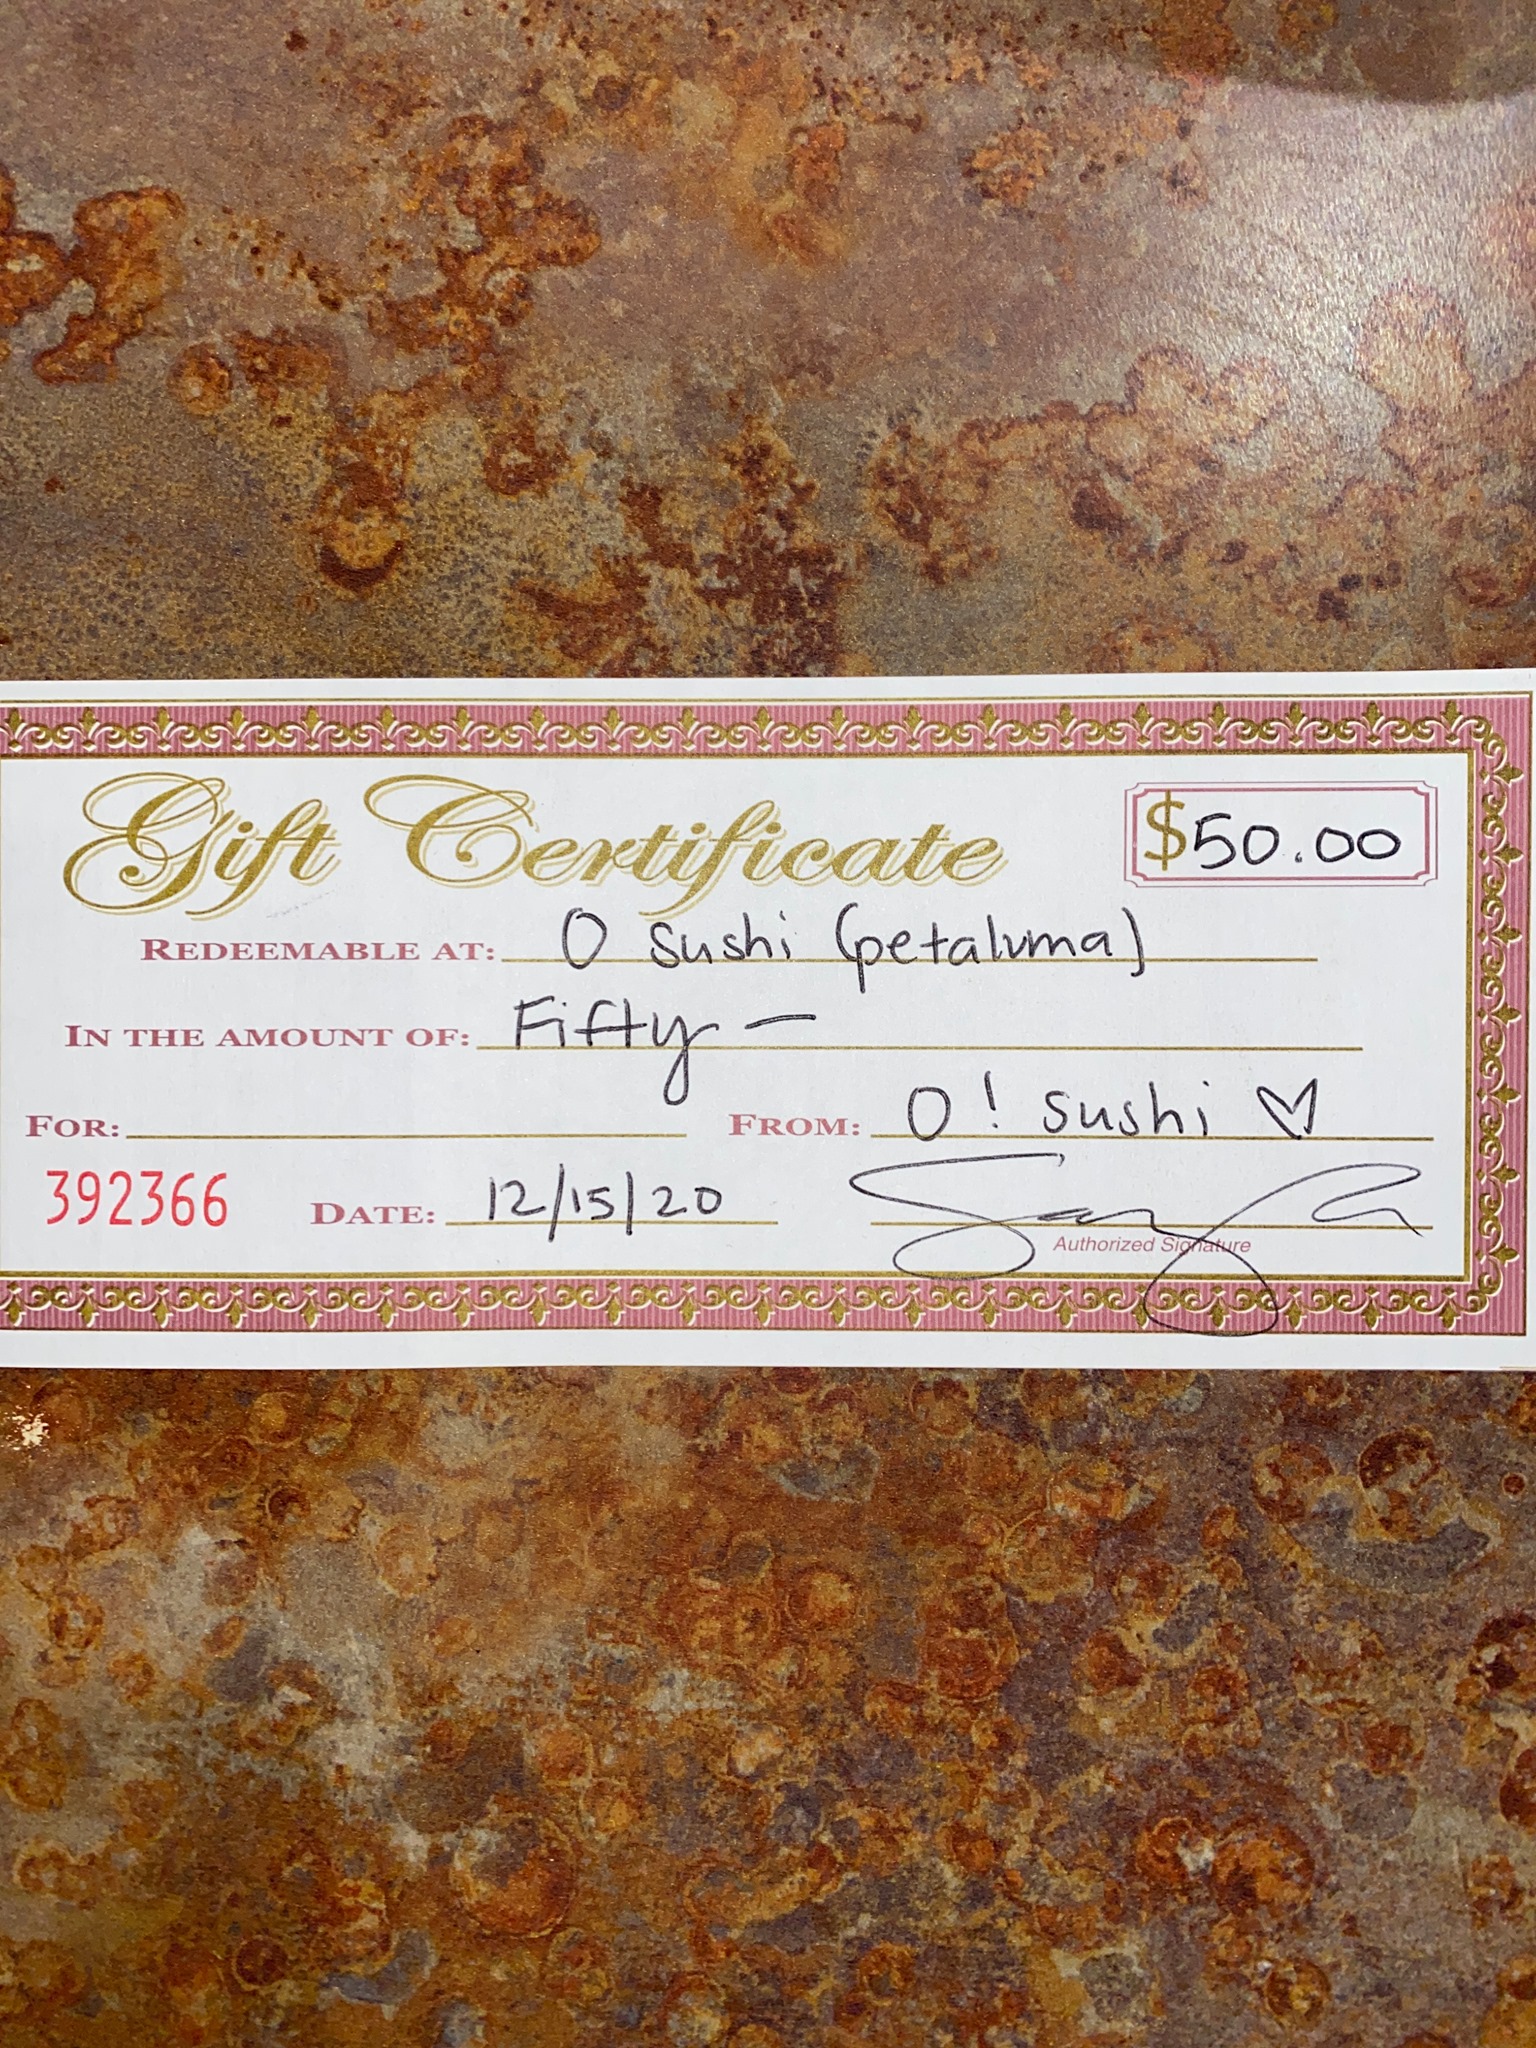 Gift Certificate $50.00
REDEEMABLE AT: O sushi (petaluma)
IN THE AMOUNT OF: Fifty —
FOR: FROM: O! sushi ♡
392366 DATE: 12/15/20
Authorized Signature